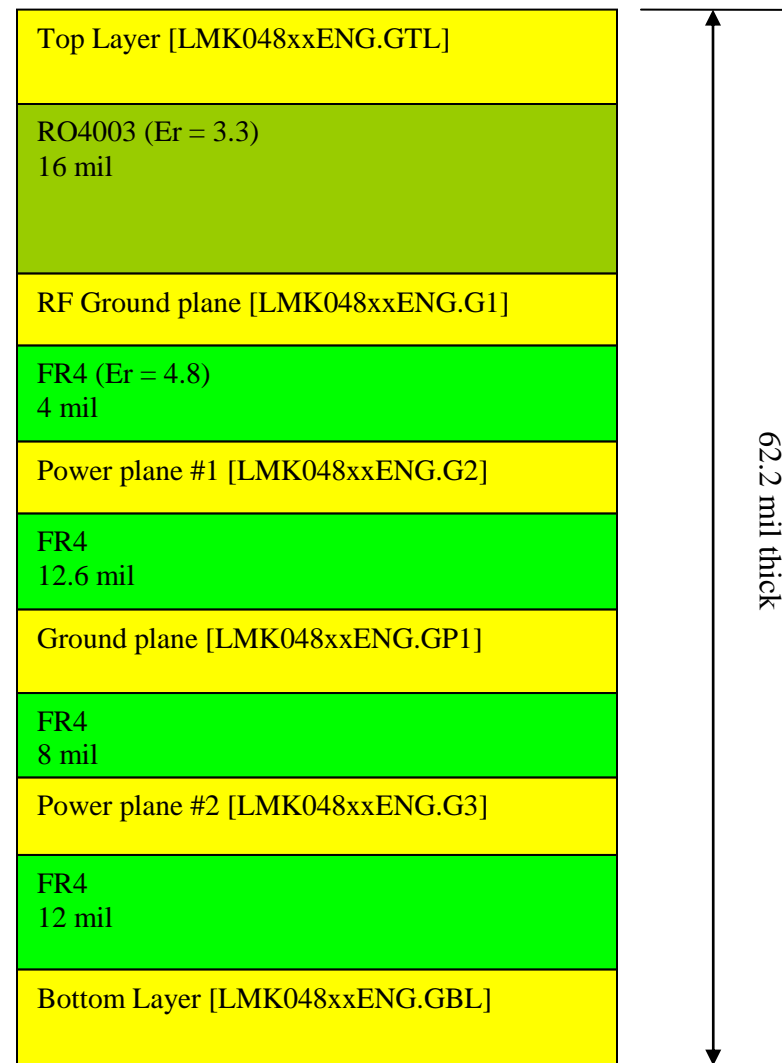 Top Layer [LMK048xxENG.GTL]
RO4003 (Er = 3.3)
16 mil
RF Ground plane [LMK048xxENG.G1]
FR4 (Er = 4.8)
4 mil
Power plane #1 [LMK048xxENG.G2]
FR4
12.6 mil
Ground plane [LMK048xxENG.GP1]
FR4
8 mil
Power plane #2 [LMK048xxENG.G3]
FR4
12 mil
Bottom Layer [LMK048xxENG.GBL]
62.2 mil thick